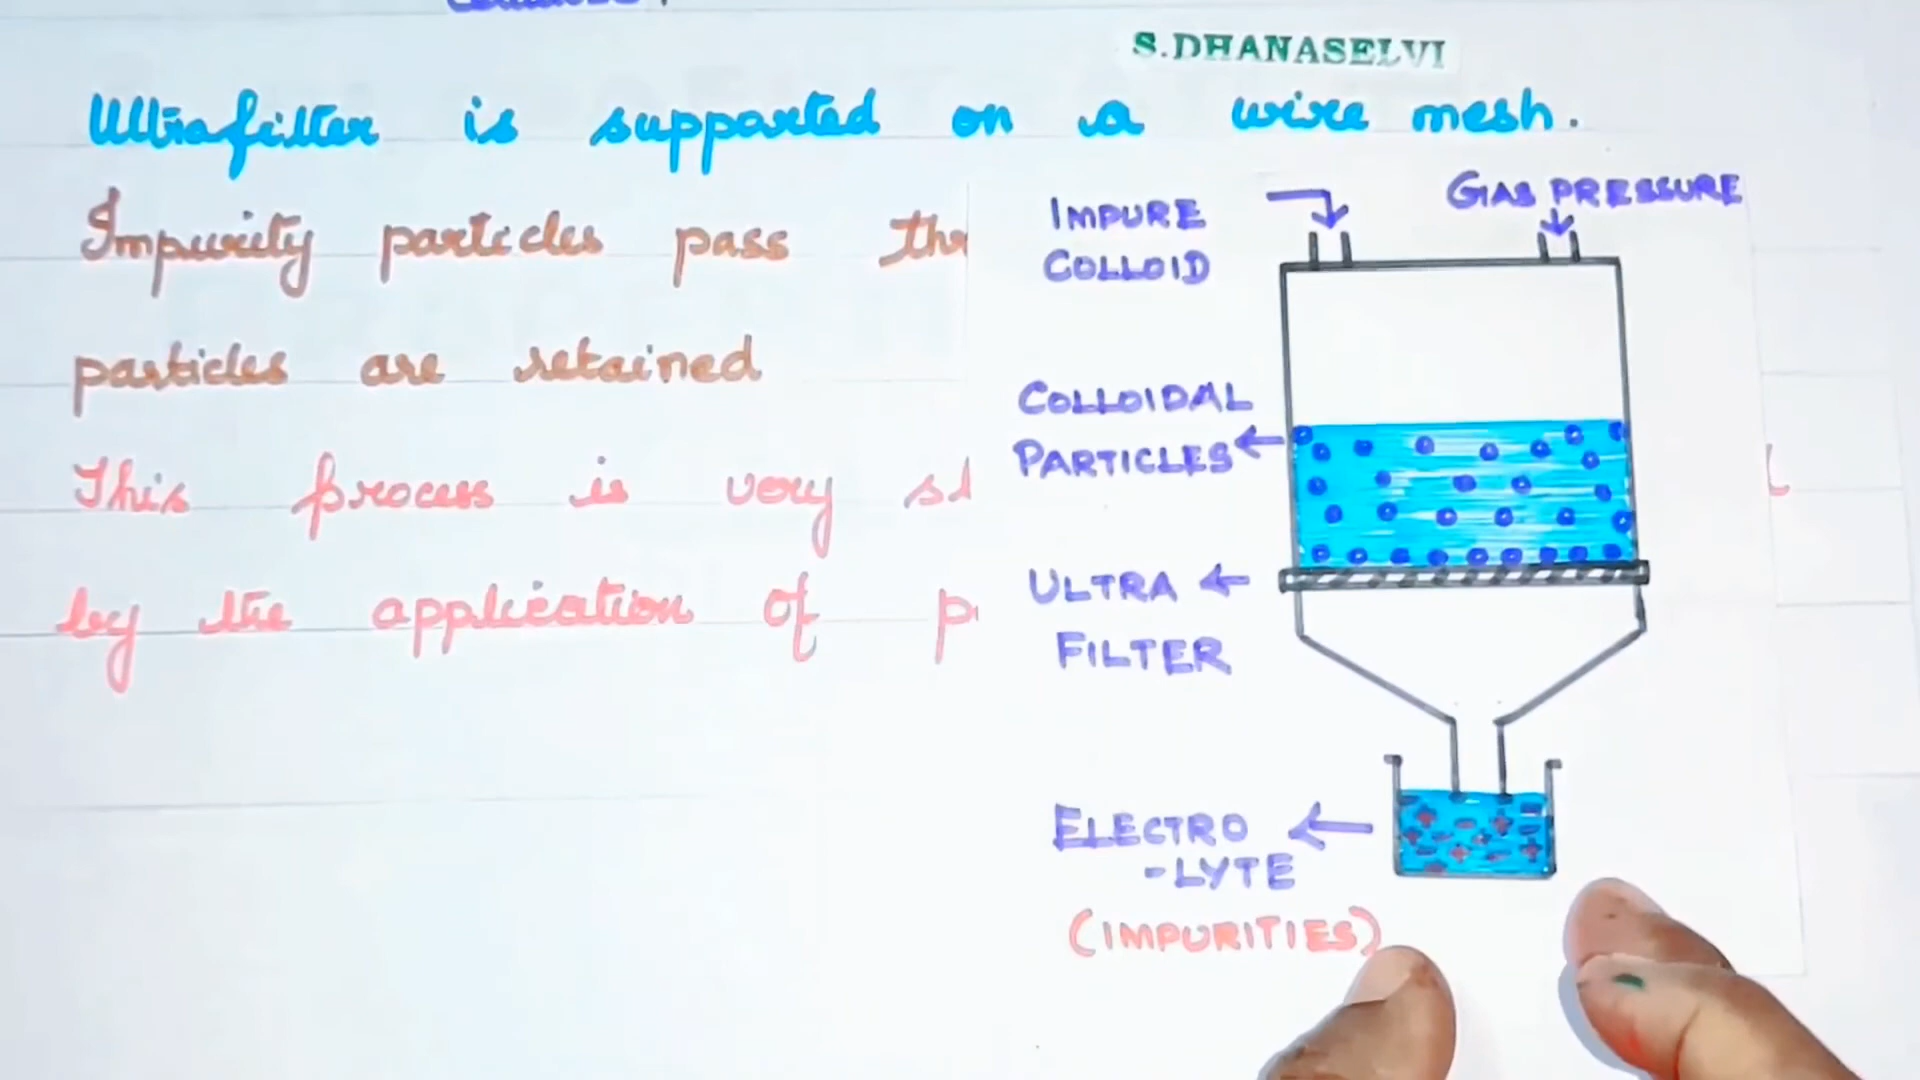 S.DHANASELVI
Ultrafilter is supported on a wire mesh.
Impurity particles pass
particles are retained
This process is very
by the application of
IMPURE
COLLOID
GAS PRESSURE
COLLOIDAL
PARTICLES
ULTRA
FILTER
ELECTRO
-LYTE
(IMPURITIES)